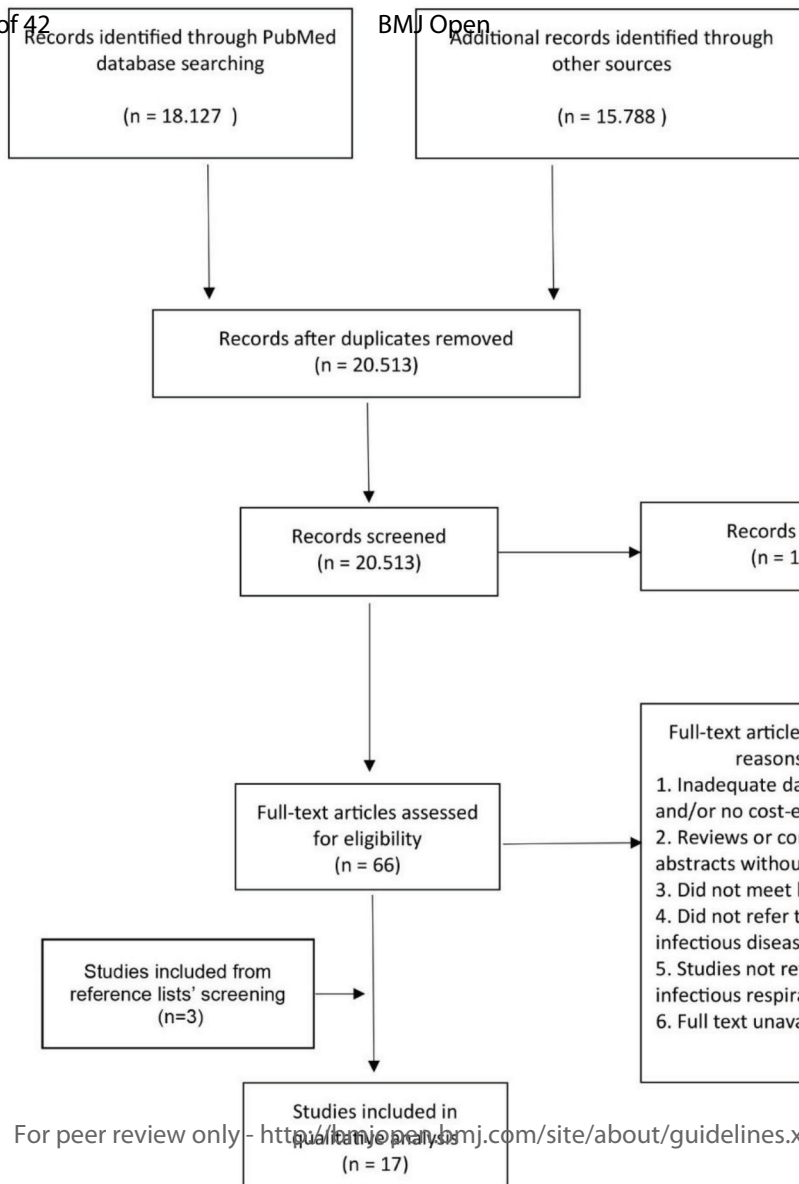 of 42
BMJ Open
Records identified through PubMed
database searching
(n = 18.127 )
Additional records identified through
other sources
(n = 15.788 )
Records after duplicates removed
(n = 20.513)
Records screened
(n = 20.513)
Records
(n = 1
Full-text articles assessed
for eligibility
(n = 66)
Full-text article
reasons
1. Inadequate da
and/or no cost-e
2. Reviews or con
abstracts withou
3. Did not meet
4. Did not refer t
infectious diseas
5. Studies not re
infectious respira
6. Full text unava
Studies included from
reference lists' screening
(n=3)
Studies included in
qualitative analysis
(n = 17)
For peer review only - http://bmjopen.bmj.com/site/about/guidelines.x